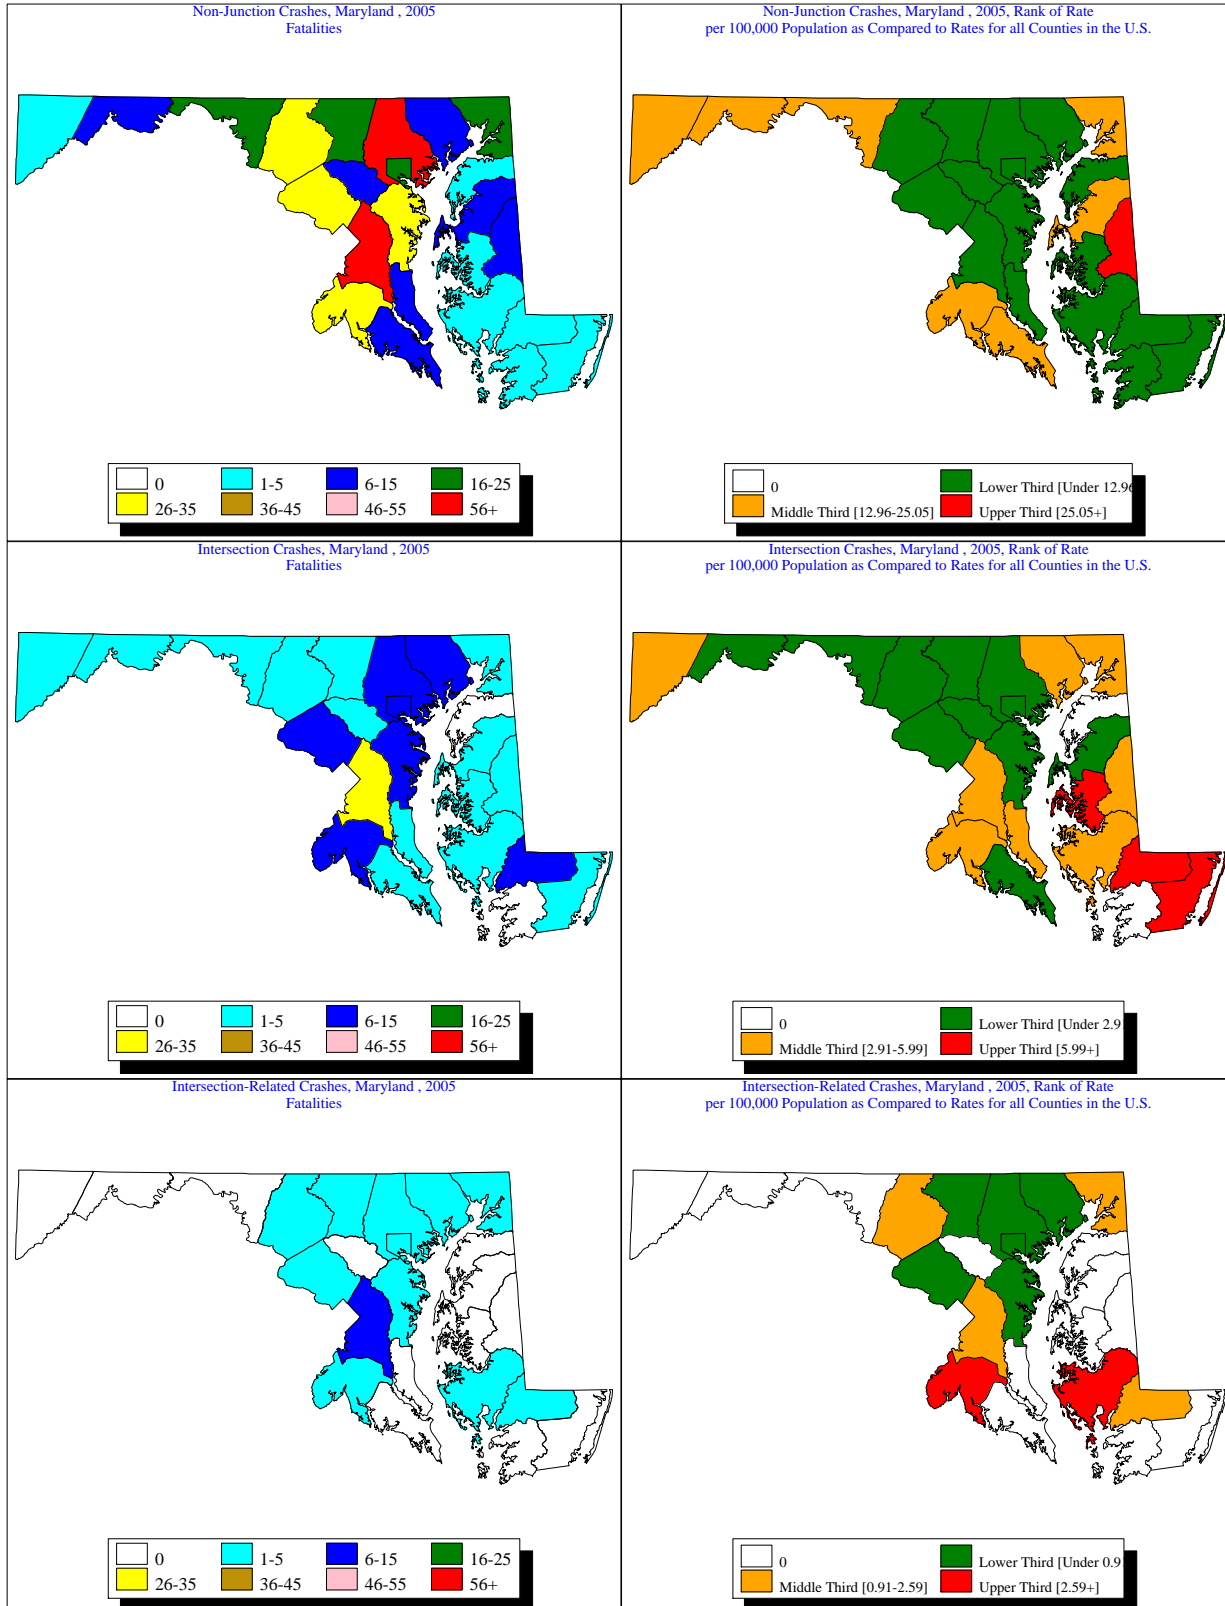 Non-Junction Crashes, Maryland , 2005
Fatalities
0
1-5
6-15
16-25
26-35
36-45
46-55
56+
Non-Junction Crashes, Maryland , 2005, Rank of Rate
per 100,000 Population as Compared to Rates for all Counties in the U.S.
0
Lower Third [Under 12.96
Middle Third [12.96-25.05]
Upper Third [25.05+]
Intersection Crashes, Maryland , 2005
Fatalities
0
1-5
6-15
16-25
26-35
36-45
46-55
56+
Intersection Crashes, Maryland , 2005, Rank of Rate
per 100,000 Population as Compared to Rates for all Counties in the U.S.
0
Lower Third [Under 2.91
Middle Third [2.91-5.99]
Upper Third [5.99+]
Intersection-Related Crashes, Maryland , 2005
Fatalities
0
1-5
6-15
16-25
26-35
36-45
46-55
56+
Intersection-Related Crashes, Maryland , 2005, Rank of Rate
per 100,000 Population as Compared to Rates for all Counties in the U.S.
0
Lower Third [Under 0.91
Middle Third [0.91-2.59]
Upper Third [2.59+]